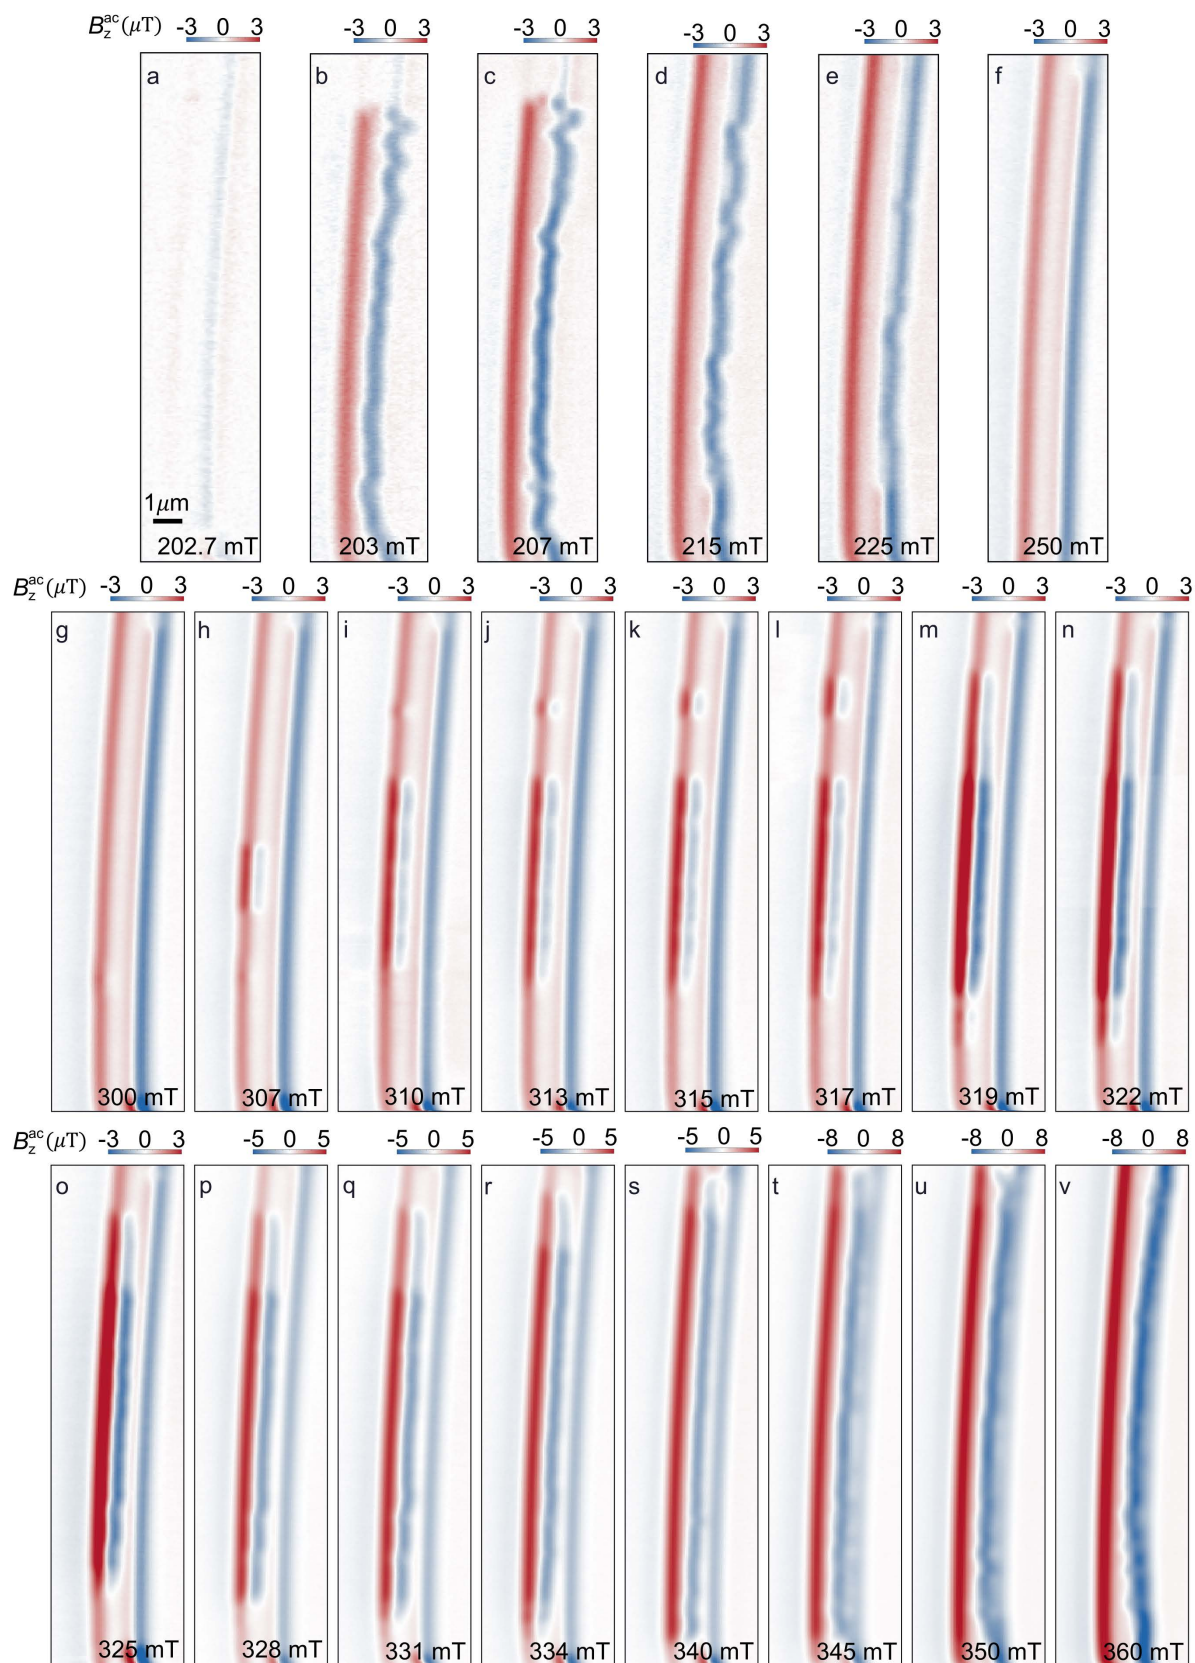 B_z^ac (μT) -3 0 3 -3 0 3 -3 0 3 -3 0 3 -3 0 3 -3 0 3
a b c d e f
1μm
202.7 mT 203 mT 207 mT 215 mT 225 mT 250 mT
B_z^ac (μT) -3 0 3 -3 0 3 -3 0 3 -3 0 3 -3 0 3 -3 0 3 -3 0 3 -3 0 3
g h i j k l m n
300 mT 307 mT 310 mT 313 mT 315 mT 317 mT 319 mT 322 mT
B_z^ac (μT) -3 0 3 -5 0 5 -5 0 5 -5 0 5 -5 0 5 -8 0 8 -8 0 8 -8 0 8
o p q r s t u v
325 mT 328 mT 331 mT 334 mT 340 mT 345 mT 350 mT 360 mT